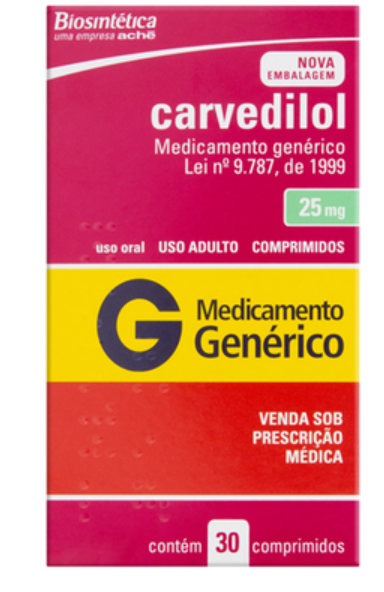 Biosintética
uma empresa achē
NOVA
EMBALAGEM
carvedilol
Medicamento genérico
Lei nº 9.787, de 1999
25 mg
uso oral USO ADULTO COMPRIMIDOS
G Medicamento
Genérico
VENDA SOB
PRESCRIÇÃO
MÉDICA
contém 30 comprimidos